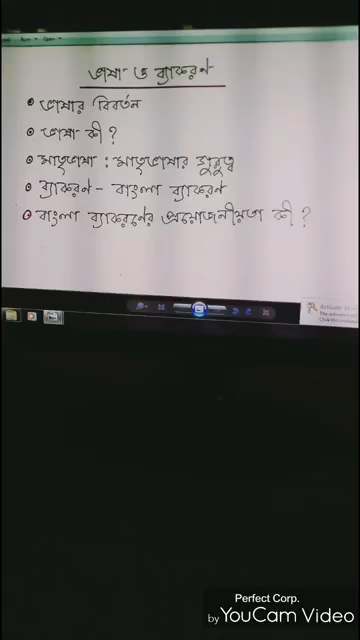 ভাষা ও ব্যাকরণ
• ভাষার বিবর্তন
• ভাষা কী ?
• মাতৃভাষা : মাতৃভাষার গুরুত্ব
• ব্যাকরণ - বাংলা ব্যাকরণ
• বাংলা ব্যাকরণের প্রয়োজনীয়তা কী ?
Perfect Corp.
by YouCam Video